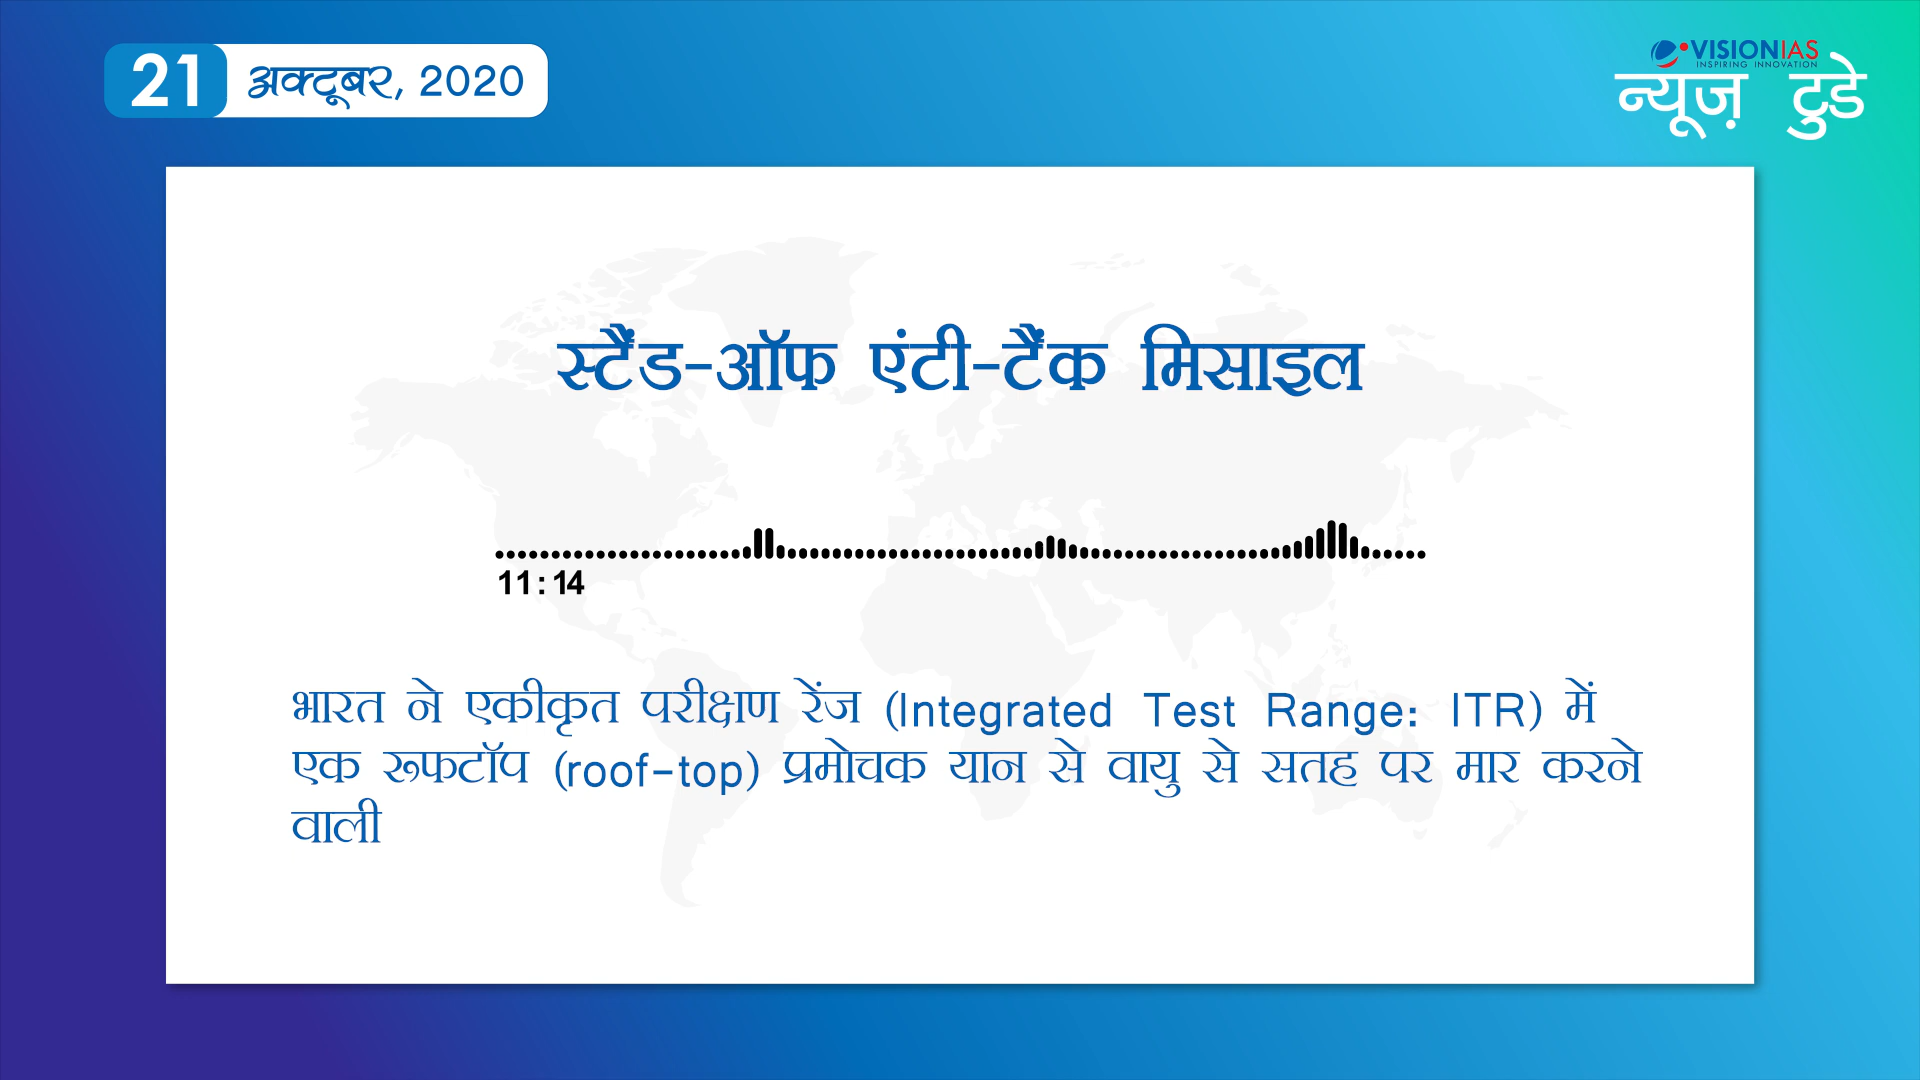 21 अक्टूबर, 2020
VISIONIAS
INSPIRING INNOVATION
न्यूज़ टुडे
स्टैंड-ऑफ एंटी-टैंक मिसाइल
11:14
भारत ने एकीकृत परीक्षण रेंज (Integrated Test Range: ITR) में
एक रूफटॉप (roof-top) प्रमोचक यान से वायु से सतह पर मार करने
वाली